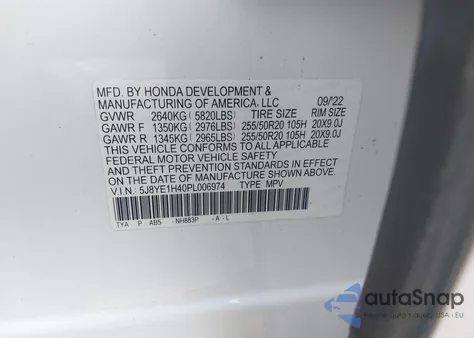 MFD. BY HONDA DEVELOPMENT &
MANUFACTURING OF AMERICA, LLC 09/22
GVWR 2640KG (5820LBS) TIRE SIZE RIM SIZE
GAWR F 1350KG (2976LBS) 255/50R20 105H 20X9.0J
GAWR R 1345KG (2965LBS) 255/50R20 105H 20X9.0J
THIS VEHICLE CONFORMS TO ALL APPLICABLE
FEDERAL MOTOR VEHICLE SAFETY AND
THEFT PREVENTION STANDARDS IN EFFECT
ON THE DATE OF MANUFACTURE SHOWN ABOVE.
V.I.N.: 5J8YE1H40PL006974 TYPE: MPV
TYA P AB5 -NH883P -A -L
autoSnap